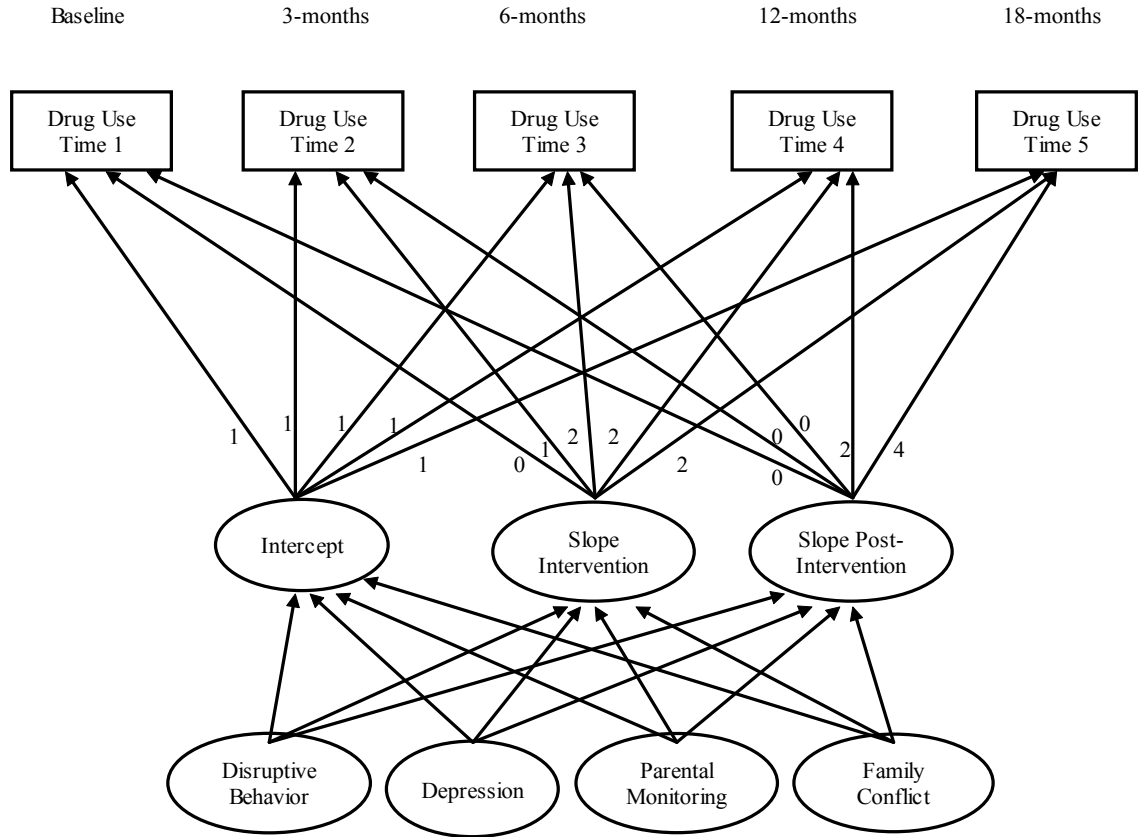 Baseline
3-months
6-months
12-months
18-months
Drug Use
Time 1
Drug Use
Time 2
Drug Use
Time 3
Drug Use
Time 4
Drug Use
Time 5
1
1
1
1
1
0
1
2
2
2
0
0
0
2
4
Intercept
Slope
Intervention
Slope Post-
Intervention
Disruptive
Behavior
Depression
Parental
Monitoring
Family
Conflict